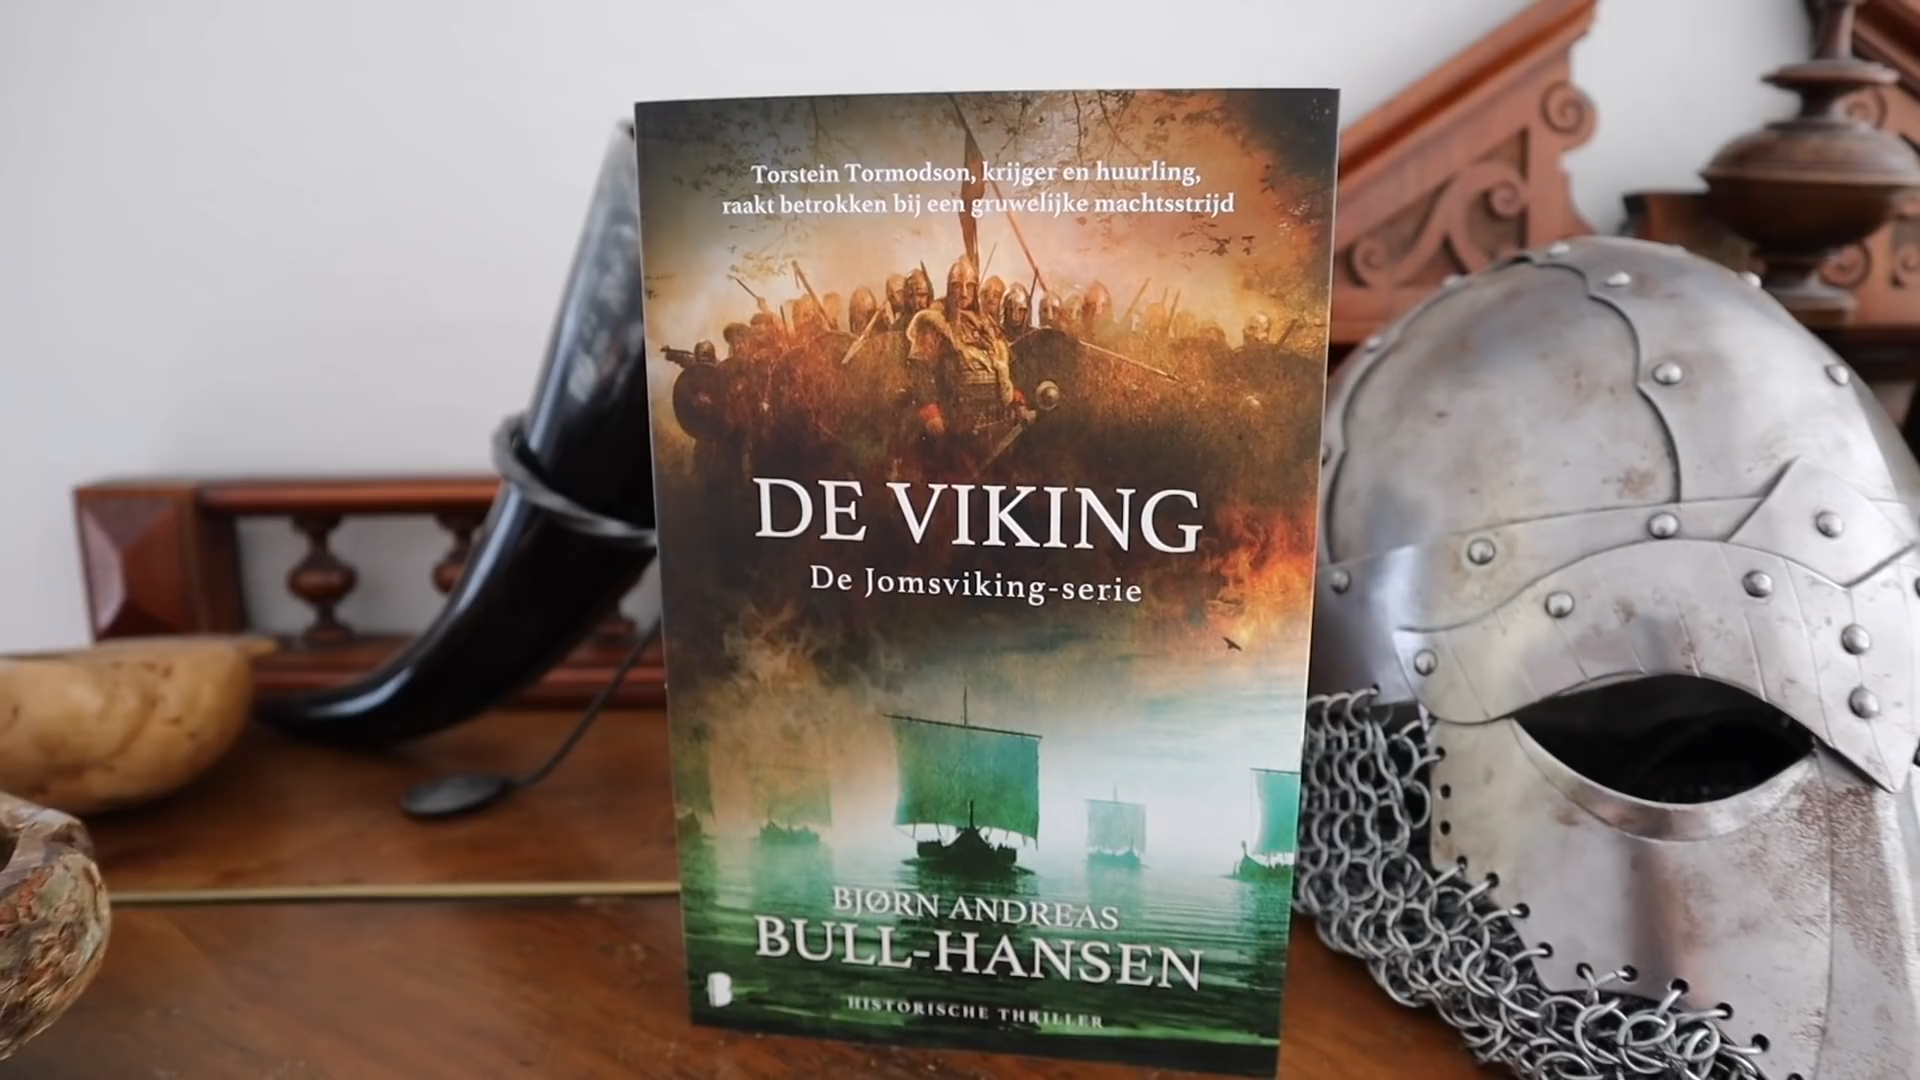 Torstein Tormodson, krijger en huurling,
raakt betrokken bij een gruwelijke machtsstrijd
DE VIKING
De Jomsviking-serie
BJØRN ANDREAS
BULL-HANSEN
B
HISTORISCHE THRILLER